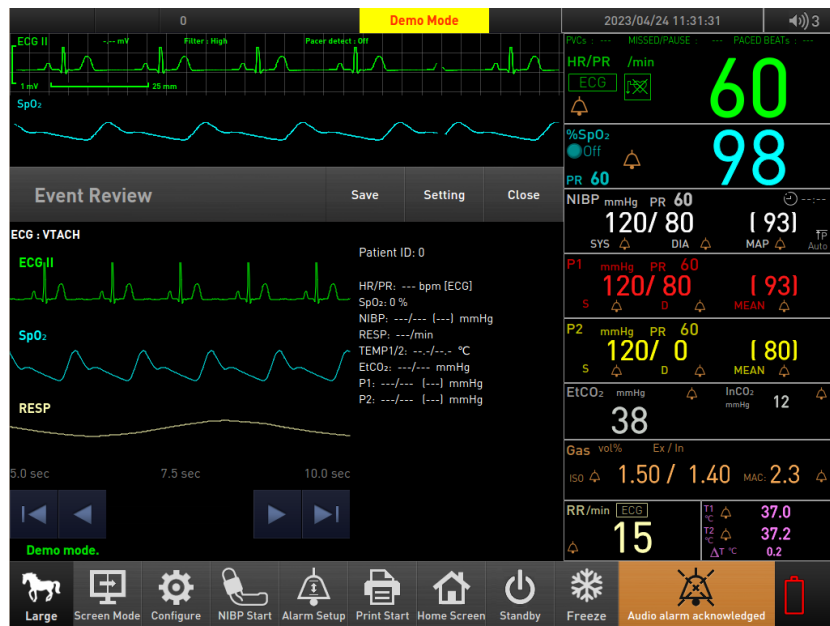 0
Demo Mode
2023/04/24 11:31:31
3
ECG II
-.-- mV
Filter : High
Pacer detect : Off
1 mV
25 mm
SpO₂
PVCs : ---
MISSED/PAUSE : ---
PACED BEATs : ---
HR/PR /min
ECG
60
%SpO₂
Off
98
PR 60
Event Review
Save
Setting
Close
NIBP mmHg PR 60
--:--
120/ 80 (93)
SYS DIA MAP
Auto
ECG : VTACH
ECG II
SpO₂
RESP
5.0 sec
7.5 sec
10.0 sec
Patient ID: 0
HR/PR: --- bpm [ECG]
SpO₂: 0 %
NIBP: ---/--- (---) mmHg
RESP: ---/min
TEMP1/2: --.-/--.- °C
EtCO₂: ---/--- mmHg
P1: ---/--- (---) mmHg
P2: ---/--- (---) mmHg
P1 mmHg PR 60
120/ 80 (93)
S D MEAN
P2 mmHg PR 60
120/ 0 (80)
S D MEAN
EtCO₂ mmHg
38
InCO₂
mmHg
12
Gas vol% Ex / In
ISO 1.50 / 1.40 MAC: 2.3
RR/min ECG
15
T1 °C 37.0
T2 °C 37.2
ΔT °C 0.2
Demo mode.
Large
Screen Mode
Configure
NIBP Start
Alarm Setup
Print Start
Home Screen
Standby
Freeze
Audio alarm acknowledged